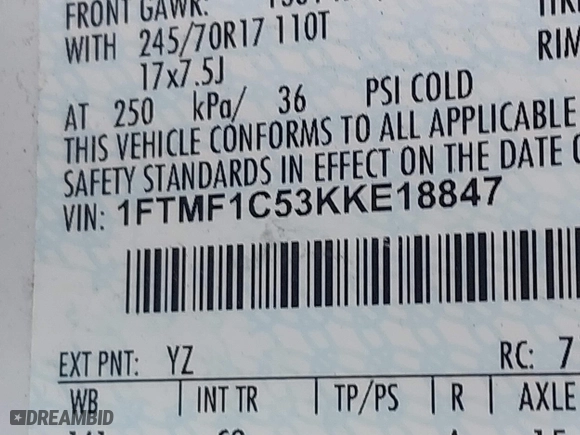 FRONT GAWR:
WITH 245/70R17 110T
17x7.5J
RIM
AT 250 kPa/ 36 PSI COLD
THIS VEHICLE CONFORMS TO ALL APPLICABLE
SAFETY STANDARDS IN EFFECT ON THE DATE
VIN: 1FTMF1C53KKE18847
EXT PNT: YZ RC: 7
WB INT TR TP/PS R AXLE
DREAMBID